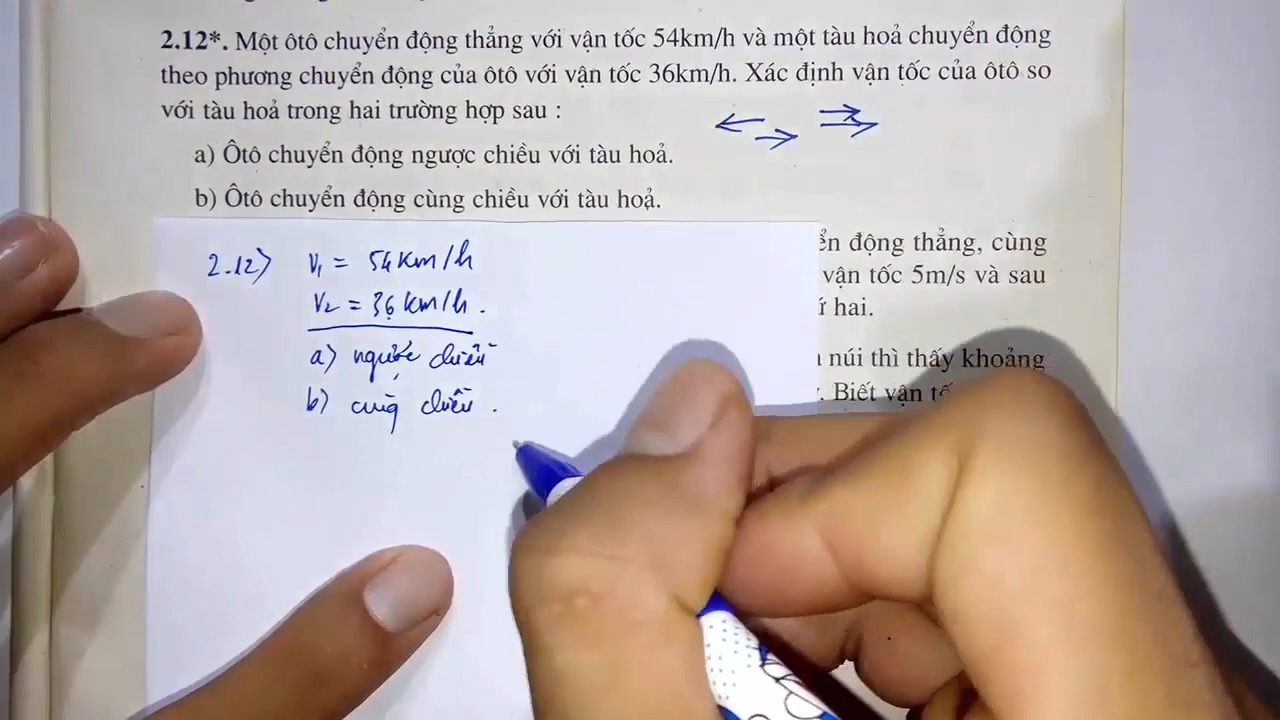 2.12*. Một ôtô chuyển động thẳng với vận tốc 54km/h và một tàu hoả chuyển động
theo phương chuyển động của ôtô với vận tốc 36km/h. Xác định vận tốc của ôtô so
với tàu hoả trong hai trường hợp sau :
a) Ôtô chuyển động ngược chiều với tàu hoả.
b) Ôtô chuyển động cùng chiều với tàu hoả.
ển động thẳng, cùng
vận tốc 5m/s và sau
ứ hai.
núi thì thấy khoảng
. Biết vận tố
2.12) V₁ = 54 km/h
V₂ = 36 km/h.
a) ngược chiều
b) cùng chiều.